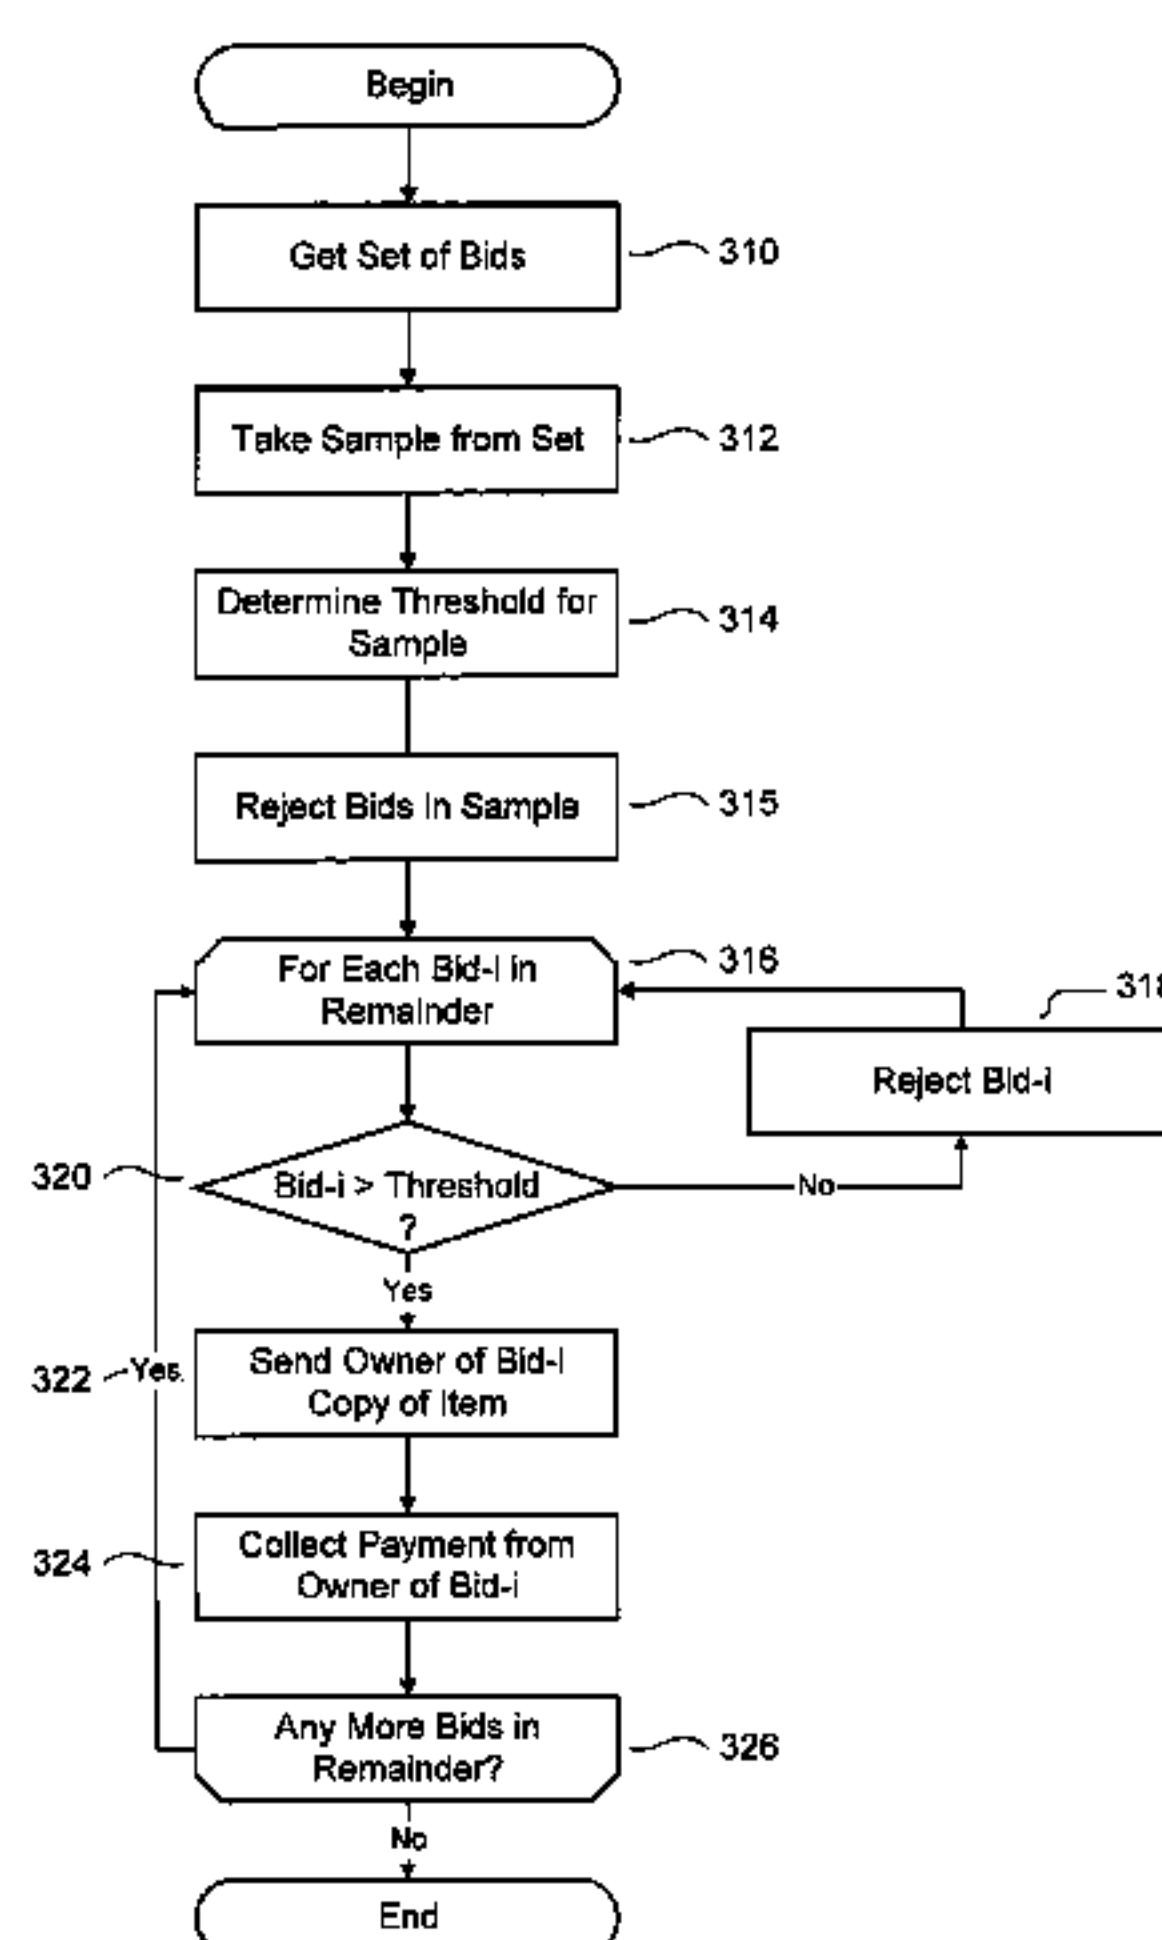 Begin
Get Set of Bids
310
Take Sample from Set
312
Determine Threshold for
Sample
314
Reject Bids in Sample
315
For Each Bid-i in
Remainder
316
318
Reject Bid-i
320
Bid-i > Threshold
?
No
Yes
322
Yes
Send Owner of Bid-i
Copy of Item
324
Collect Payment from
Owner of Bid-i
Any More Bids in
Remainder?
326
No
End